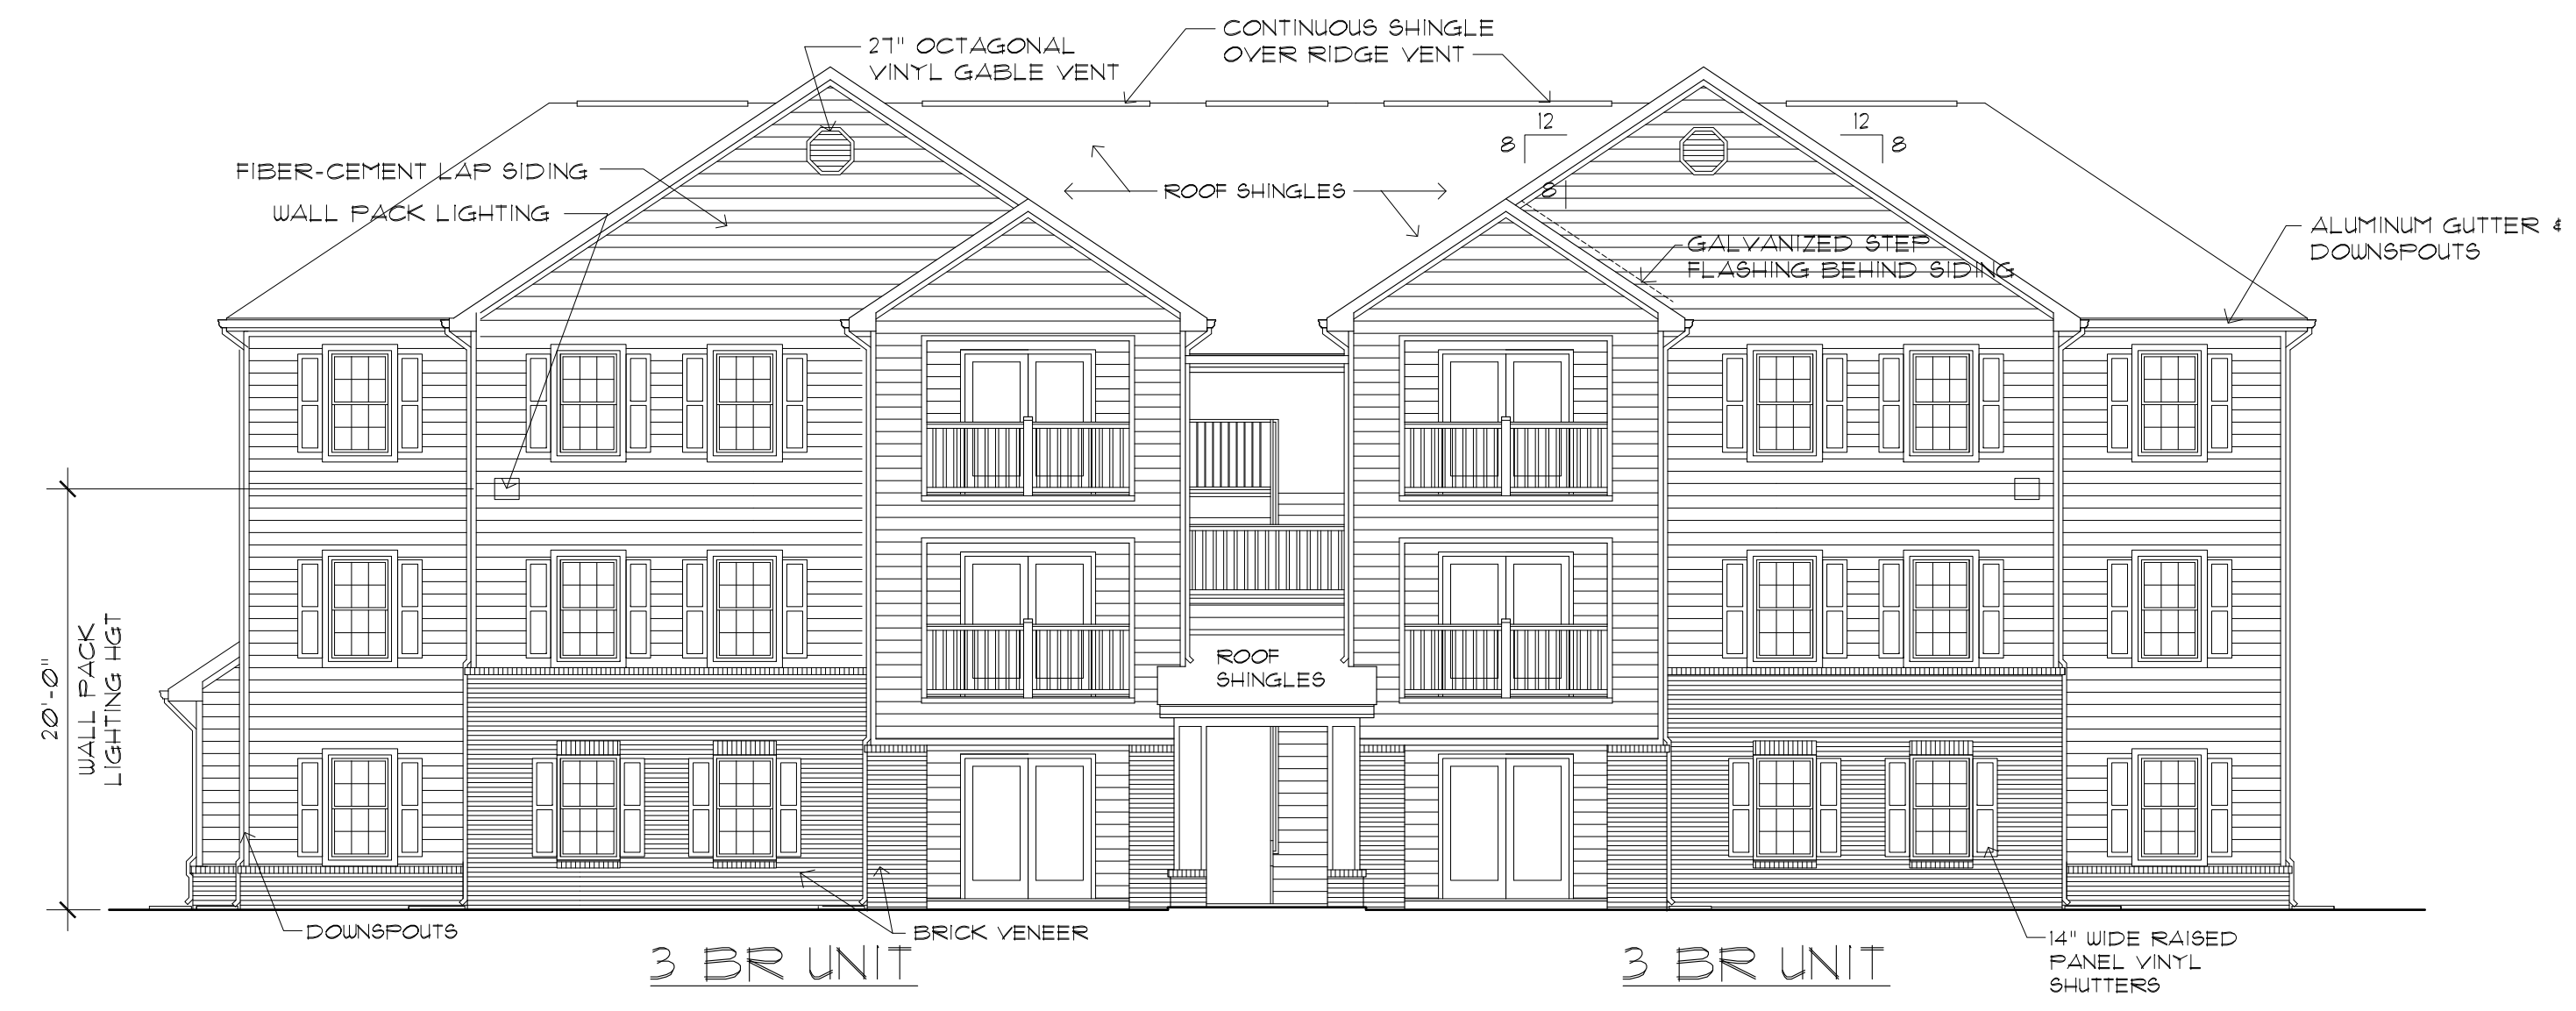 CONTINUOUS SHINGLE
OVER RIDGE VENT
27" OCTAGONAL
VINYL GABLE VENT
12
8
12
8
FIBER-CEMENT LAP SIDING
ROOF SHINGLES
8
WALL PACK LIGHTING
ALUMINUM GUTTER &
DOWNSPOUTS
GALVANIZED STEP
FLASHING BEHIND SIDING
20'-0"
WALL PACK
LIGHTING HGT
ROOF
SHINGLES
DOWNSPOUTS
BRICK VENEER
14" WIDE RAISED
PANEL VINYL
SHUTTERS
3 BR UNIT
3 BR UNIT